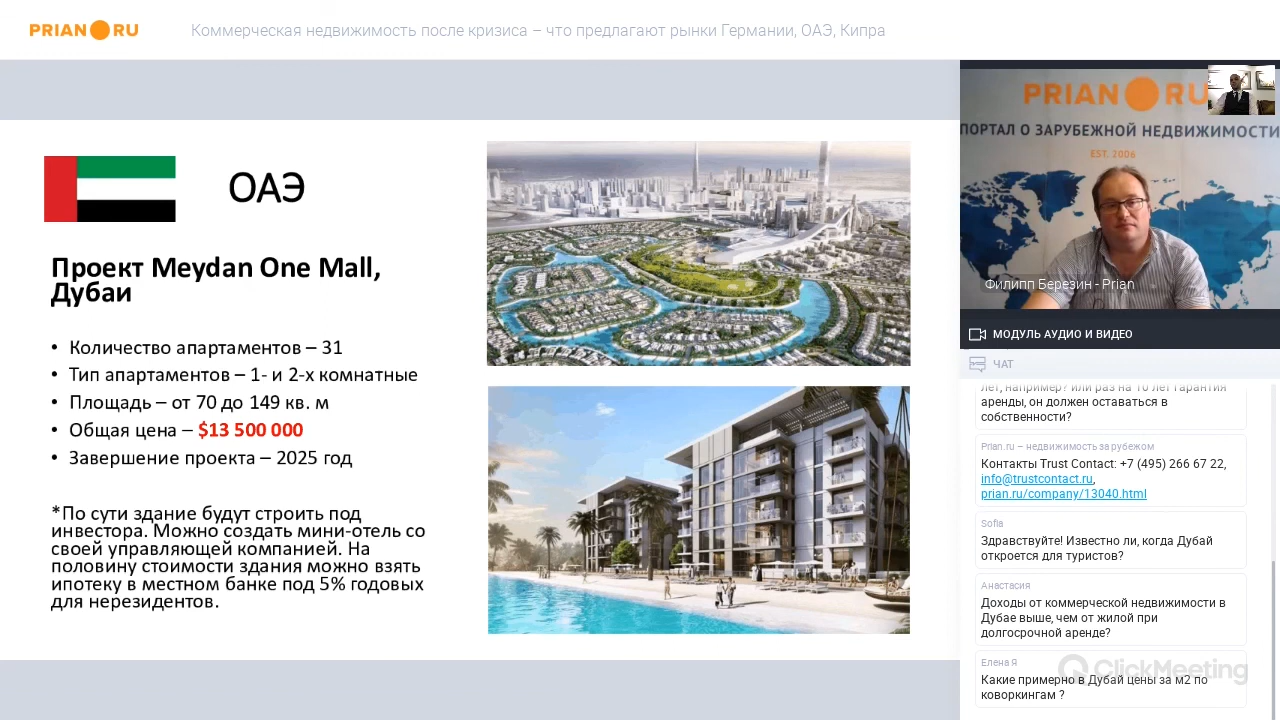 PRIAN RU
Коммерческая недвижимость после кризиса – что предлагают рынки Германии, ОАЭ, Кипра
ОАЭ
Проект Meydan One Mall,
Дубаи
• Количество апартаментов – 31
• Тип апартаментов – 1- и 2-х комнатные
• Площадь – от 70 до 149 кв. м
• Общая цена – $13 500 000
• Завершение проекта – 2025 год
*По сути здание будут строить под
инвестора. Можно создать мини-отель со
своей управляющей компанией. На
половину стоимости здания можно взять
ипотеку в местном банке под 5% годовых
для нерезидентов.
PRIAN RU
ПОРТАЛ О ЗАРУБЕЖНОЙ НЕДВИЖИМОСТИ
EST. 2006
Филипп Березин - Prian
МОДУЛЬ АУДИО И ВИДЕО
ЧАТ
лет, например? или раз на 10 лет гарантия
аренды, он должен оставаться в
собственности?
Prian.ru – недвижимость за рубежом
Контакты Trust Contact: +7 (495) 266 67 22,
info@trustcontact.ru,
prian.ru/company/13040.html
Sofia
Здравствуйте! Известно ли, когда Дубай
откроется для туристов?
Анастасия
Доходы от коммерческой недвижимости в
Дубае выше, чем от жилой при
долгосрочной аренде?
Елена Я
Какие примерно в Дубай цены за м2 по
коворкингам ?
ClickMeeting